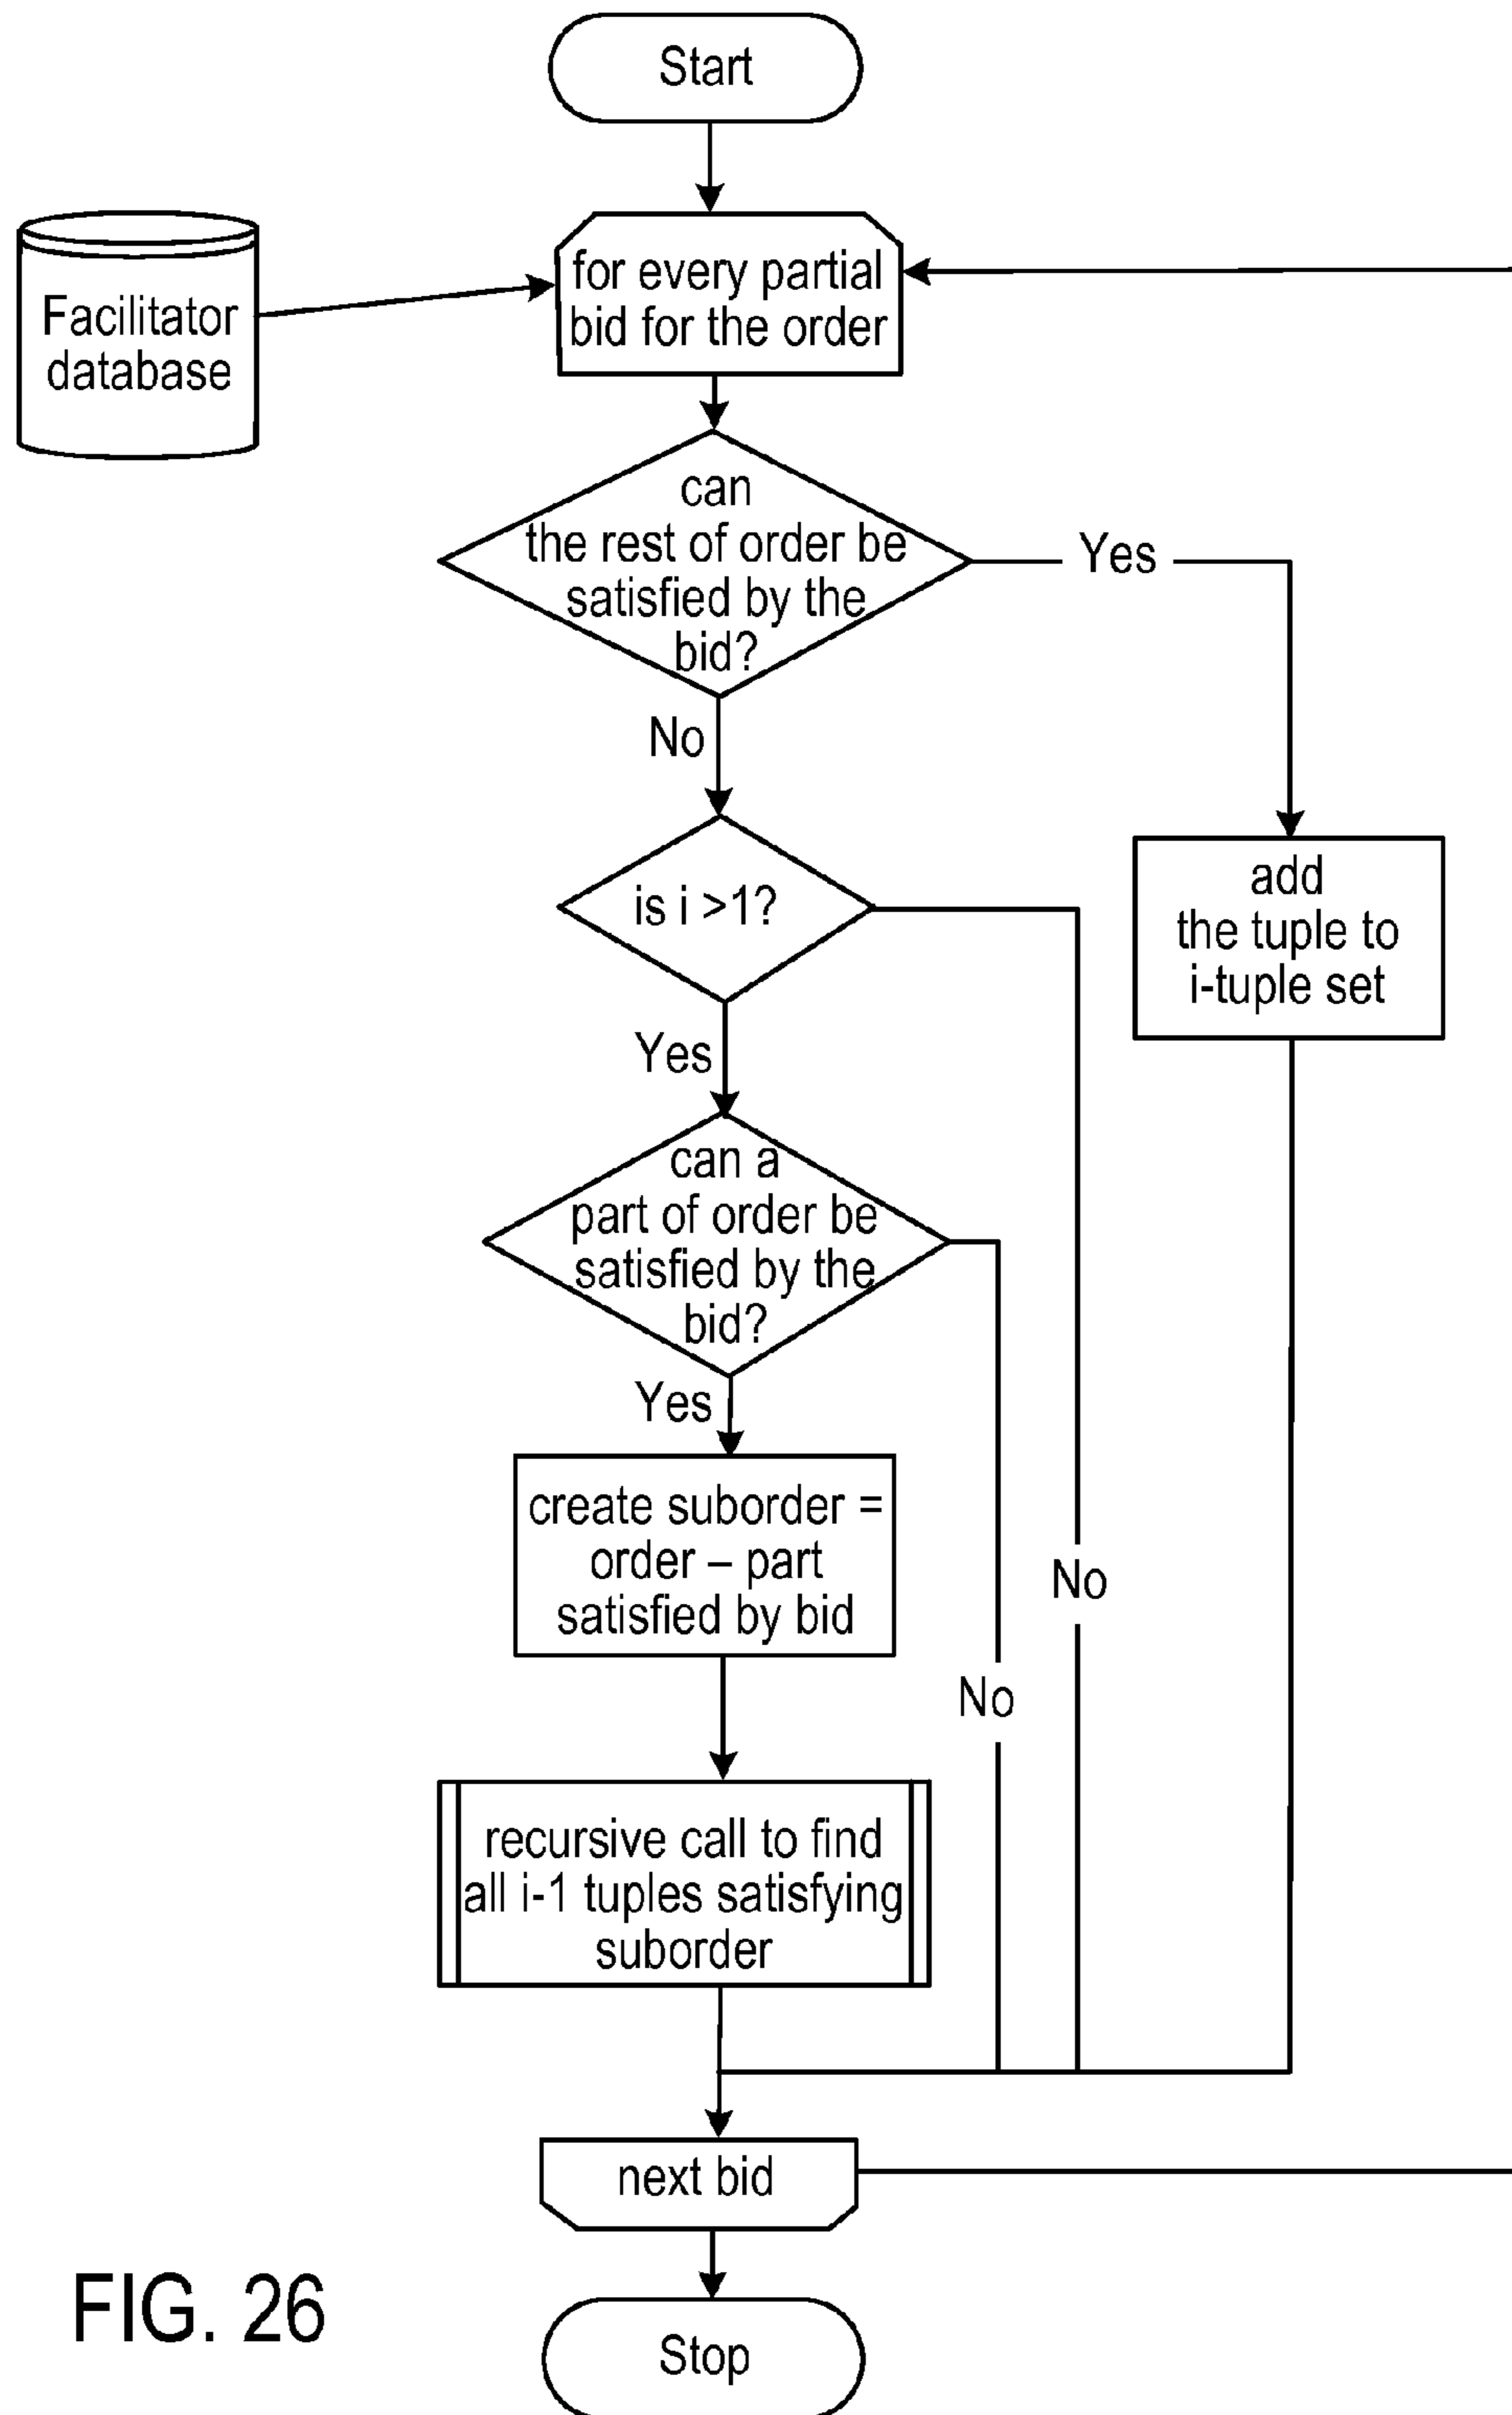 Start
Facilitator
database
for every partial
bid for the order
can
the rest of order be
satisfied by the
bid?
Yes
No
is i >1?
add
the tuple to
i-tuple set
Yes
can a
part of order be
satisfied by the
bid?
Yes
create suborder =
order – part
satisfied by bid
No
No
recursive call to find
all i-1 tuples satisfying
suborder
next bid
FIG. 26
Stop